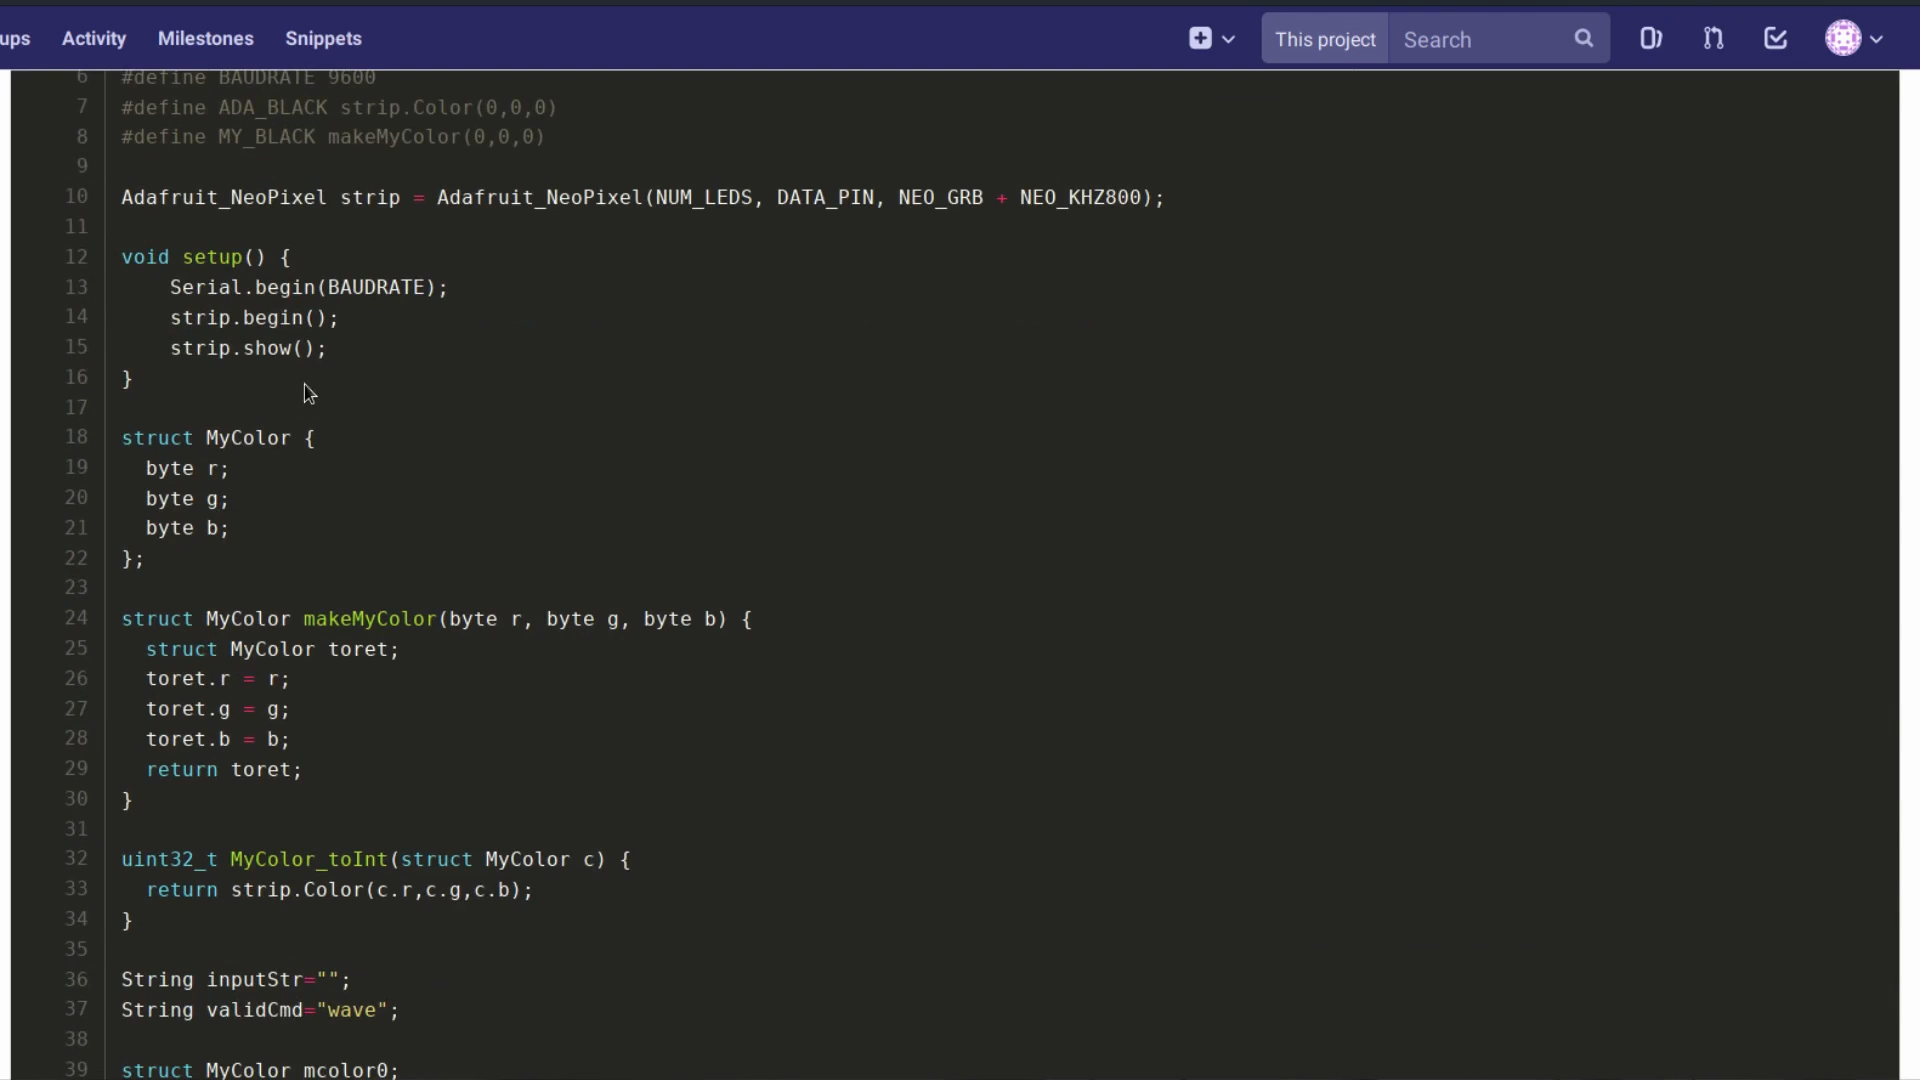 ups Activity Milestones Snippets This project Search
6 #define BAUDRATE 9600
7 #define ADA_BLACK strip.Color(0,0,0)
8 #define MY_BLACK makeMyColor(0,0,0)
9
10 Adafruit_NeoPixel strip = Adafruit_NeoPixel(NUM_LEDS, DATA_PIN, NEO_GRB + NEO_KHZ800);
11
12 void setup() {
13     Serial.begin(BAUDRATE);
14     strip.begin();
15     strip.show();
16 }
17
18 struct MyColor {
19   byte r;
20   byte g;
21   byte b;
22 };
23
24 struct MyColor makeMyColor(byte r, byte g, byte b) {
25   struct MyColor toret;
26   toret.r = r;
27   toret.g = g;
28   toret.b = b;
29   return toret;
30 }
31
32 uint32_t MyColor_toInt(struct MyColor c) {
33   return strip.Color(c.r,c.g,c.b);
34 }
35
36 String inputStr="";
37 String validCmd="wave";
38
39 struct MyColor mcolor0;